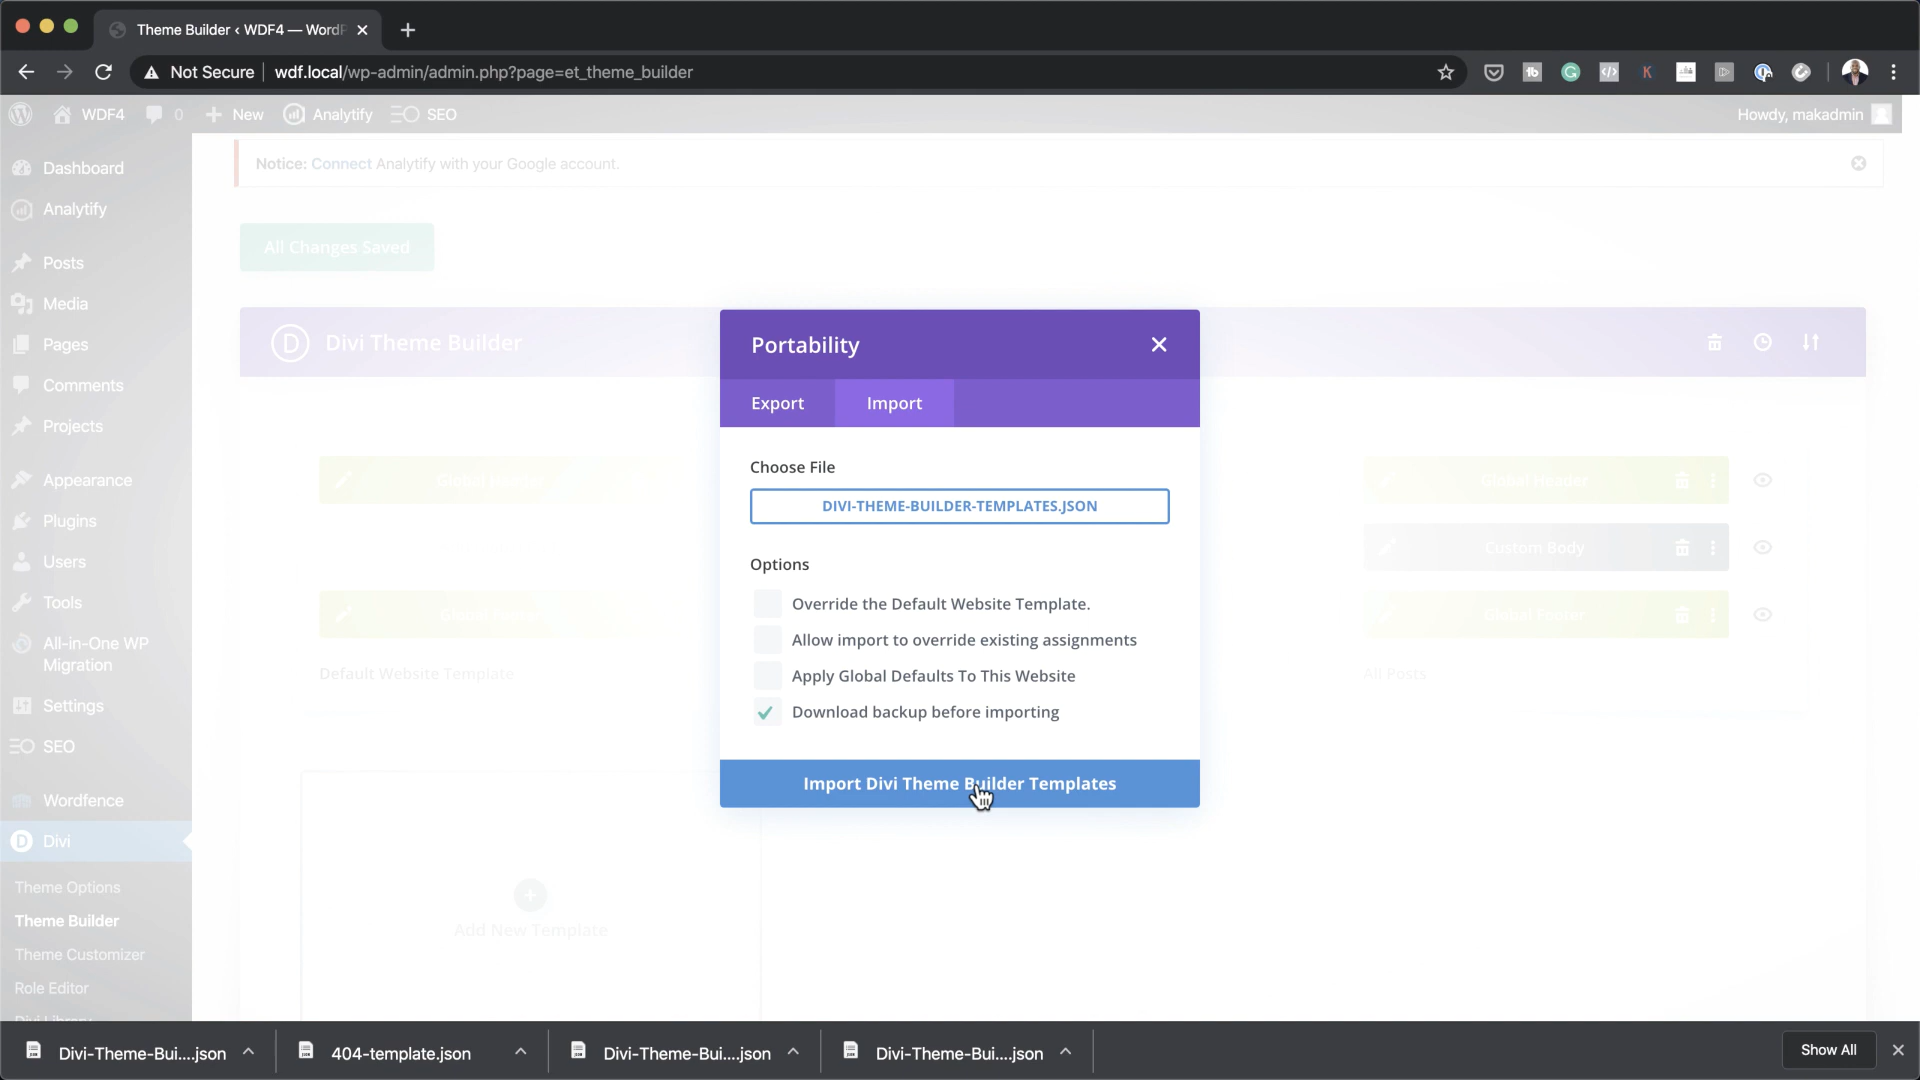 Theme Builder ‹ WDF4 — WordP
Not Secure
wdf.local/wp-admin/admin.php?page=et_theme_builder
WDF4
0
New
Analytify
SEO
Howdy, makadmin
Dashboard
Analytify
Posts
Media
Pages
Comments
Projects
Appearance
Plugins
Users
Tools
All-in-One WP
Migration
Settings
SEO
Wordfence
Divi
Theme Options
Theme Builder
Theme Customizer
Role Editor
Divi Library
Notice: Connect Analytify with your Google account.
All Changes Saved
Divi Theme Builder
Default Website Template
Add New Template
Portability
Export
Import
Choose File
DIVI-THEME-BUILDER-TEMPLATES.JSON
Options
Override the Default Website Template.
Allow import to override existing assignments
Apply Global Defaults To This Website
Download backup before importing
Import Divi Theme Builder Templates
Global Header
Custom Body
Global Footer
All Posts
Divi-Theme-Bui....json
404-template.json
Divi-Theme-Bui....json
Divi-Theme-Bui....json
Show All